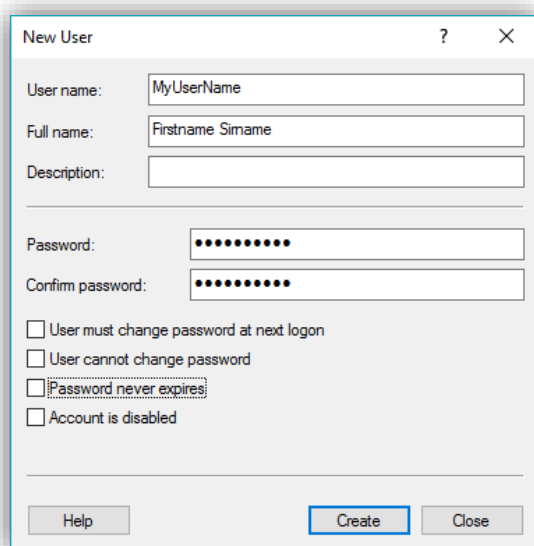 New User ?
User name: MyUserName
Full name: Firstname Sirname
Description:
Password: ••••••••••
Confirm password: ••••••••••
User must change password at next logon
User cannot change password
Password never expires
Account is disabled
Help Create Close